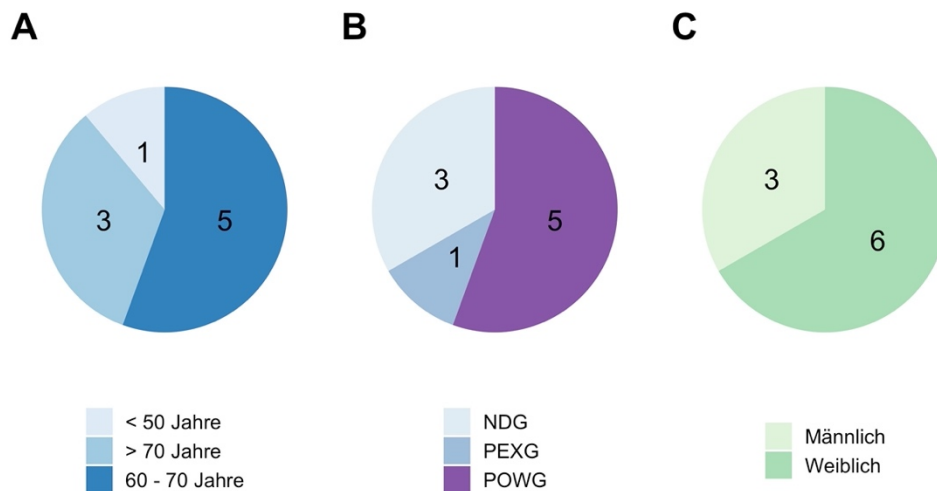 A
B
C
1
3
5
3
1
5
3
6
< 50 Jahre
> 70 Jahre
60 - 70 Jahre
NDG
PEXG
POWG
Männlich
Weiblich